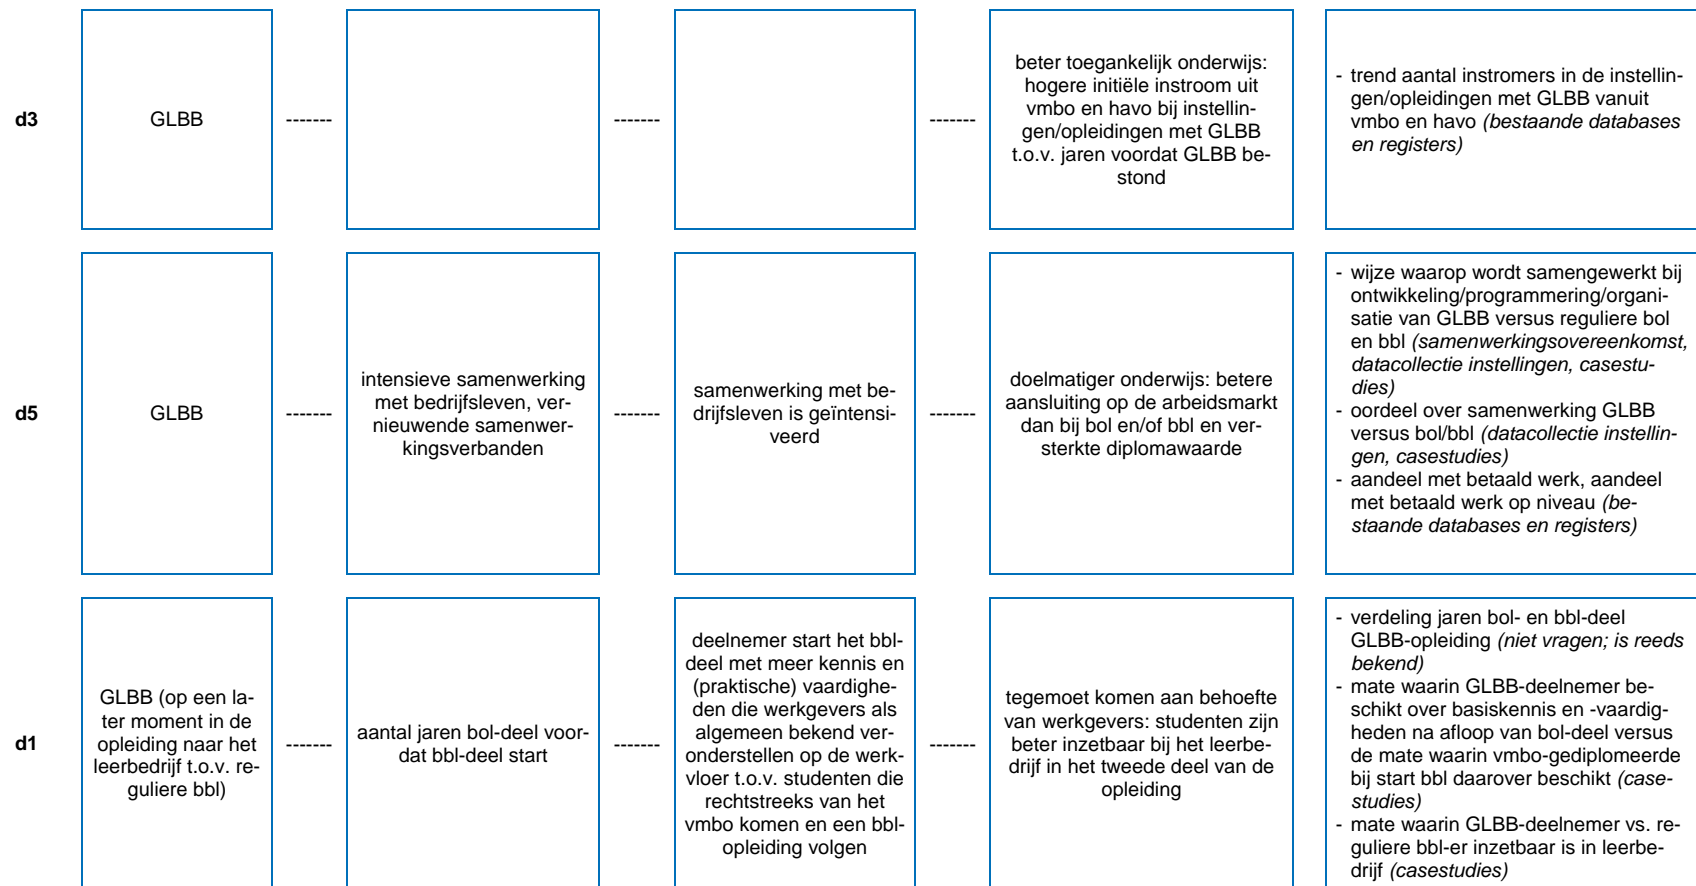 d3
GLBB
-------
-------
-------
beter toegankelijk onderwijs:
hogere initiële instroom uit
vmbo en havo bij instellin-
gen/opleidingen met GLBB
t.o.v. jaren voordat GLBB be-
stond
- trend aantal instromers in de instellin-
gen/opleidingen met GLBB vanuit
vmbo en havo (bestaande databases
en registers)
d5
GLBB
-------
intensieve samenwerking
met bedrijfsleven, ver-
nieuwende samenwer-
kingsverbanden
-------
samenwerking met be-
drijfsleven is geïntensi-
veerd
-------
doelmatiger onderwijs: betere
aansluiting op de arbeidsmarkt
dan bij bol en/of bbl en ver-
sterkte diplomawaarde
- wijze waarop wordt samengewerkt bij
ontwikkeling/programmering/organi-
satie van GLBB versus reguliere bol
en bbl (samenwerkingsovereenkomst,
datacollectie instellingen, casestu-
dies)
- oordeel over samenwerking GLBB
versus bol/bbl (datacollectie instellin-
gen, casestudies)
- aandeel met betaald werk, aandeel
met betaald werk op niveau (be-
staande databases en registers)
d1
GLBB (op een la-
ter moment in de
opleiding naar het
leerbedrijf t.o.v. re-
guliere bbl)
-------
aantal jaren bol-deel voor-
dat bbl-deel start
-------
deelnemer start het bbl-
deel met meer kennis en
(praktische) vaardighe-
den die werkgevers als
algemeen bekend ver-
onderstellen op de werk-
vloer t.o.v. studenten die
rechtstreeks van het
vmbo komen en een bbl-
opleiding volgen
-------
tegemoet komen aan behoefte
van werkgevers: studenten zijn
beter inzetbaar bij het leerbe-
drijf in het tweede deel van de
opleiding
- verdeling jaren bol- en bbl-deel
GLBB-opleiding (niet vragen; is reeds
bekend)
- mate waarin GLBB-deelnemer be-
schikt over basiskennis en -vaardig-
heden na afloop van bol-deel versus
de mate waarin vmbo-gediplomeerde
bij start bbl daarover beschikt (case-
studies)
- mate waarin GLBB-deelnemer vs. re-
guliere bbl-er inzetbaar is in leerbe-
drijf (casestudies)